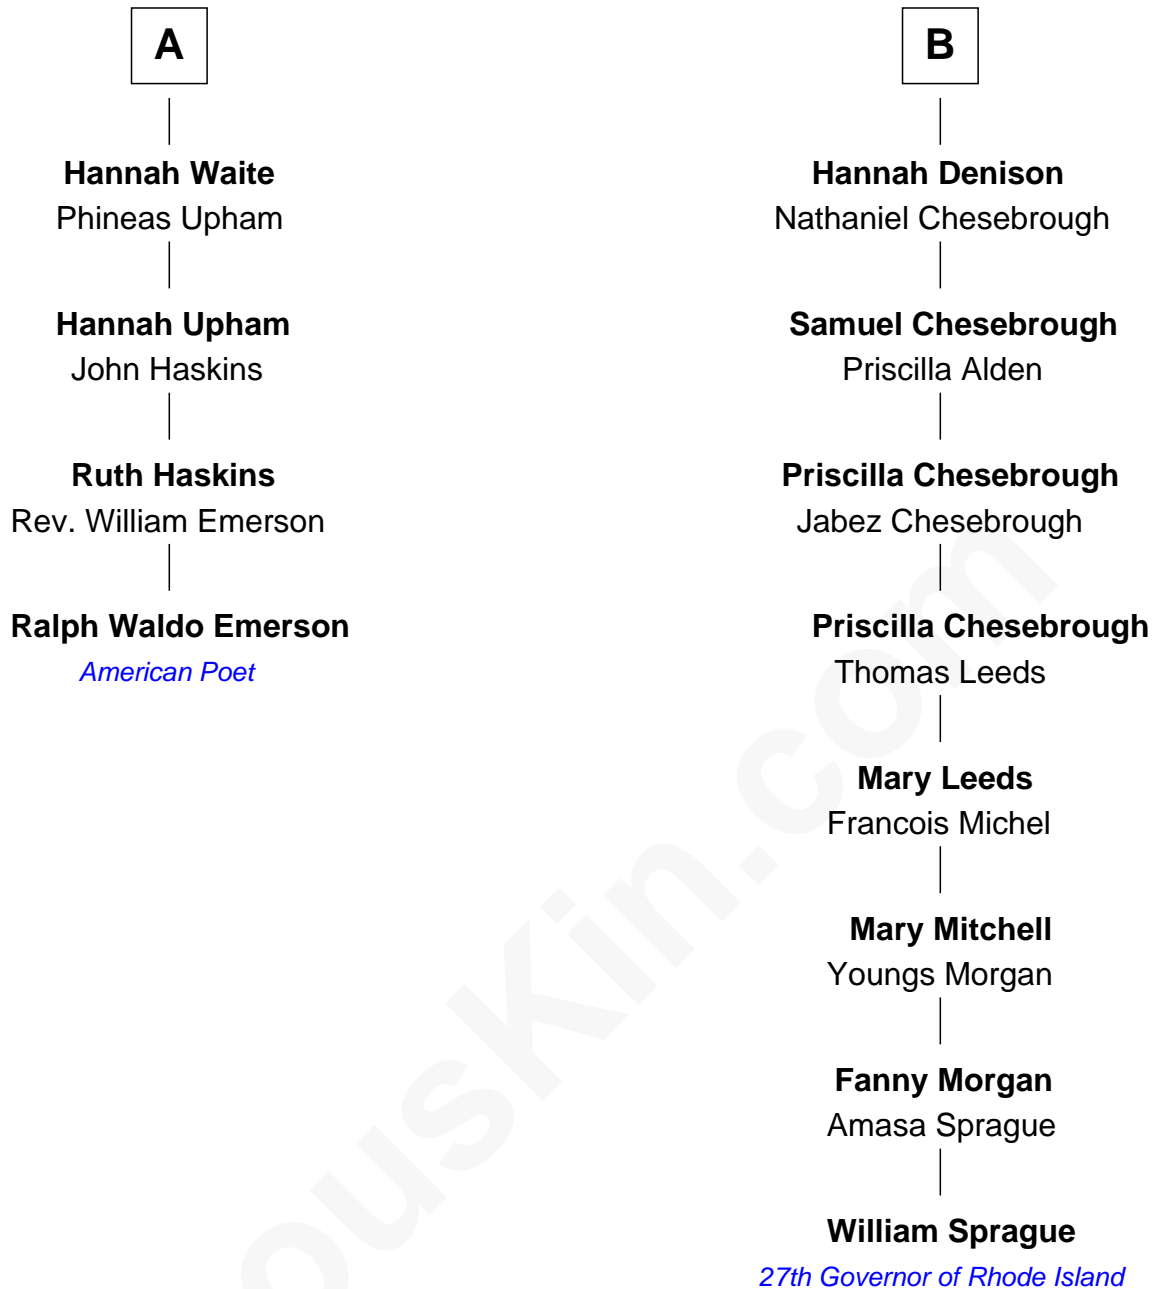 A
Hannah Waite
Phineas Upham
Hannah Upham
John Haskins
Ruth Haskins
Rev. William Emerson
Ralph Waldo Emerson
American Poet
B
Hannah Denison
Nathaniel Chesebrough
Samuel Chesebrough
Priscilla Alden
Priscilla Chesebrough
Jabez Chesebrough
Priscilla Chesebrough
Thomas Leeds
Mary Leeds
Francois Michel
Mary Mitchell
Youngs Morgan
Fanny Morgan
Amasa Sprague
William Sprague
27th Governor of Rhode Island
ousKin.com